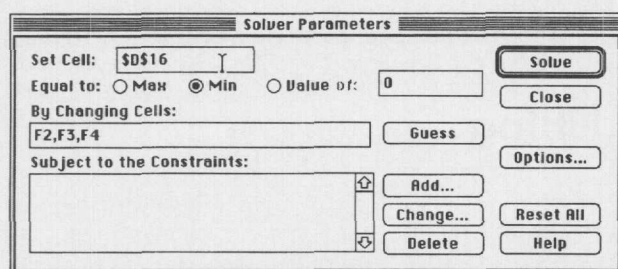 Solver Parameters
Set Cell: $D$16
Solve
Equal to: Max Min Value of: 0
Close
By Changing Cells:
F2,F3,F4
Guess
Subject to the Constraints:
Options...
Add...
Change...
Reset All
Delete
Help